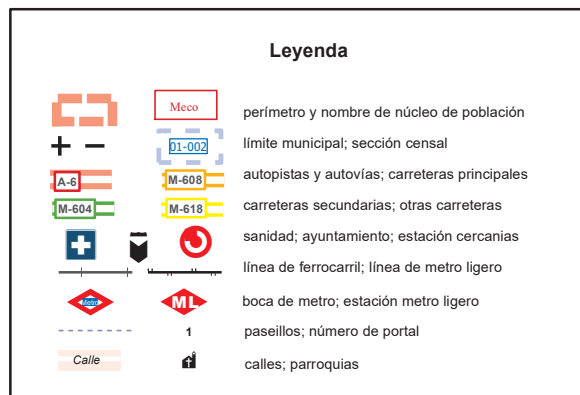 Leyenda
Meco
perímetro y nombre de núcleo de población
01-002
límite municipal; sección censal
A-6
M-608
autopistas y autovías; carreteras principales
M-604
M-618
carreteras secundarias; otras carreteras
sanidad; ayuntamiento; estación cercanias
línea de ferrocarril; línea de metro ligero
Metro
ML
boca de metro; estación metro ligero
1
paseillos; número de portal
Calle
calles; parroquias